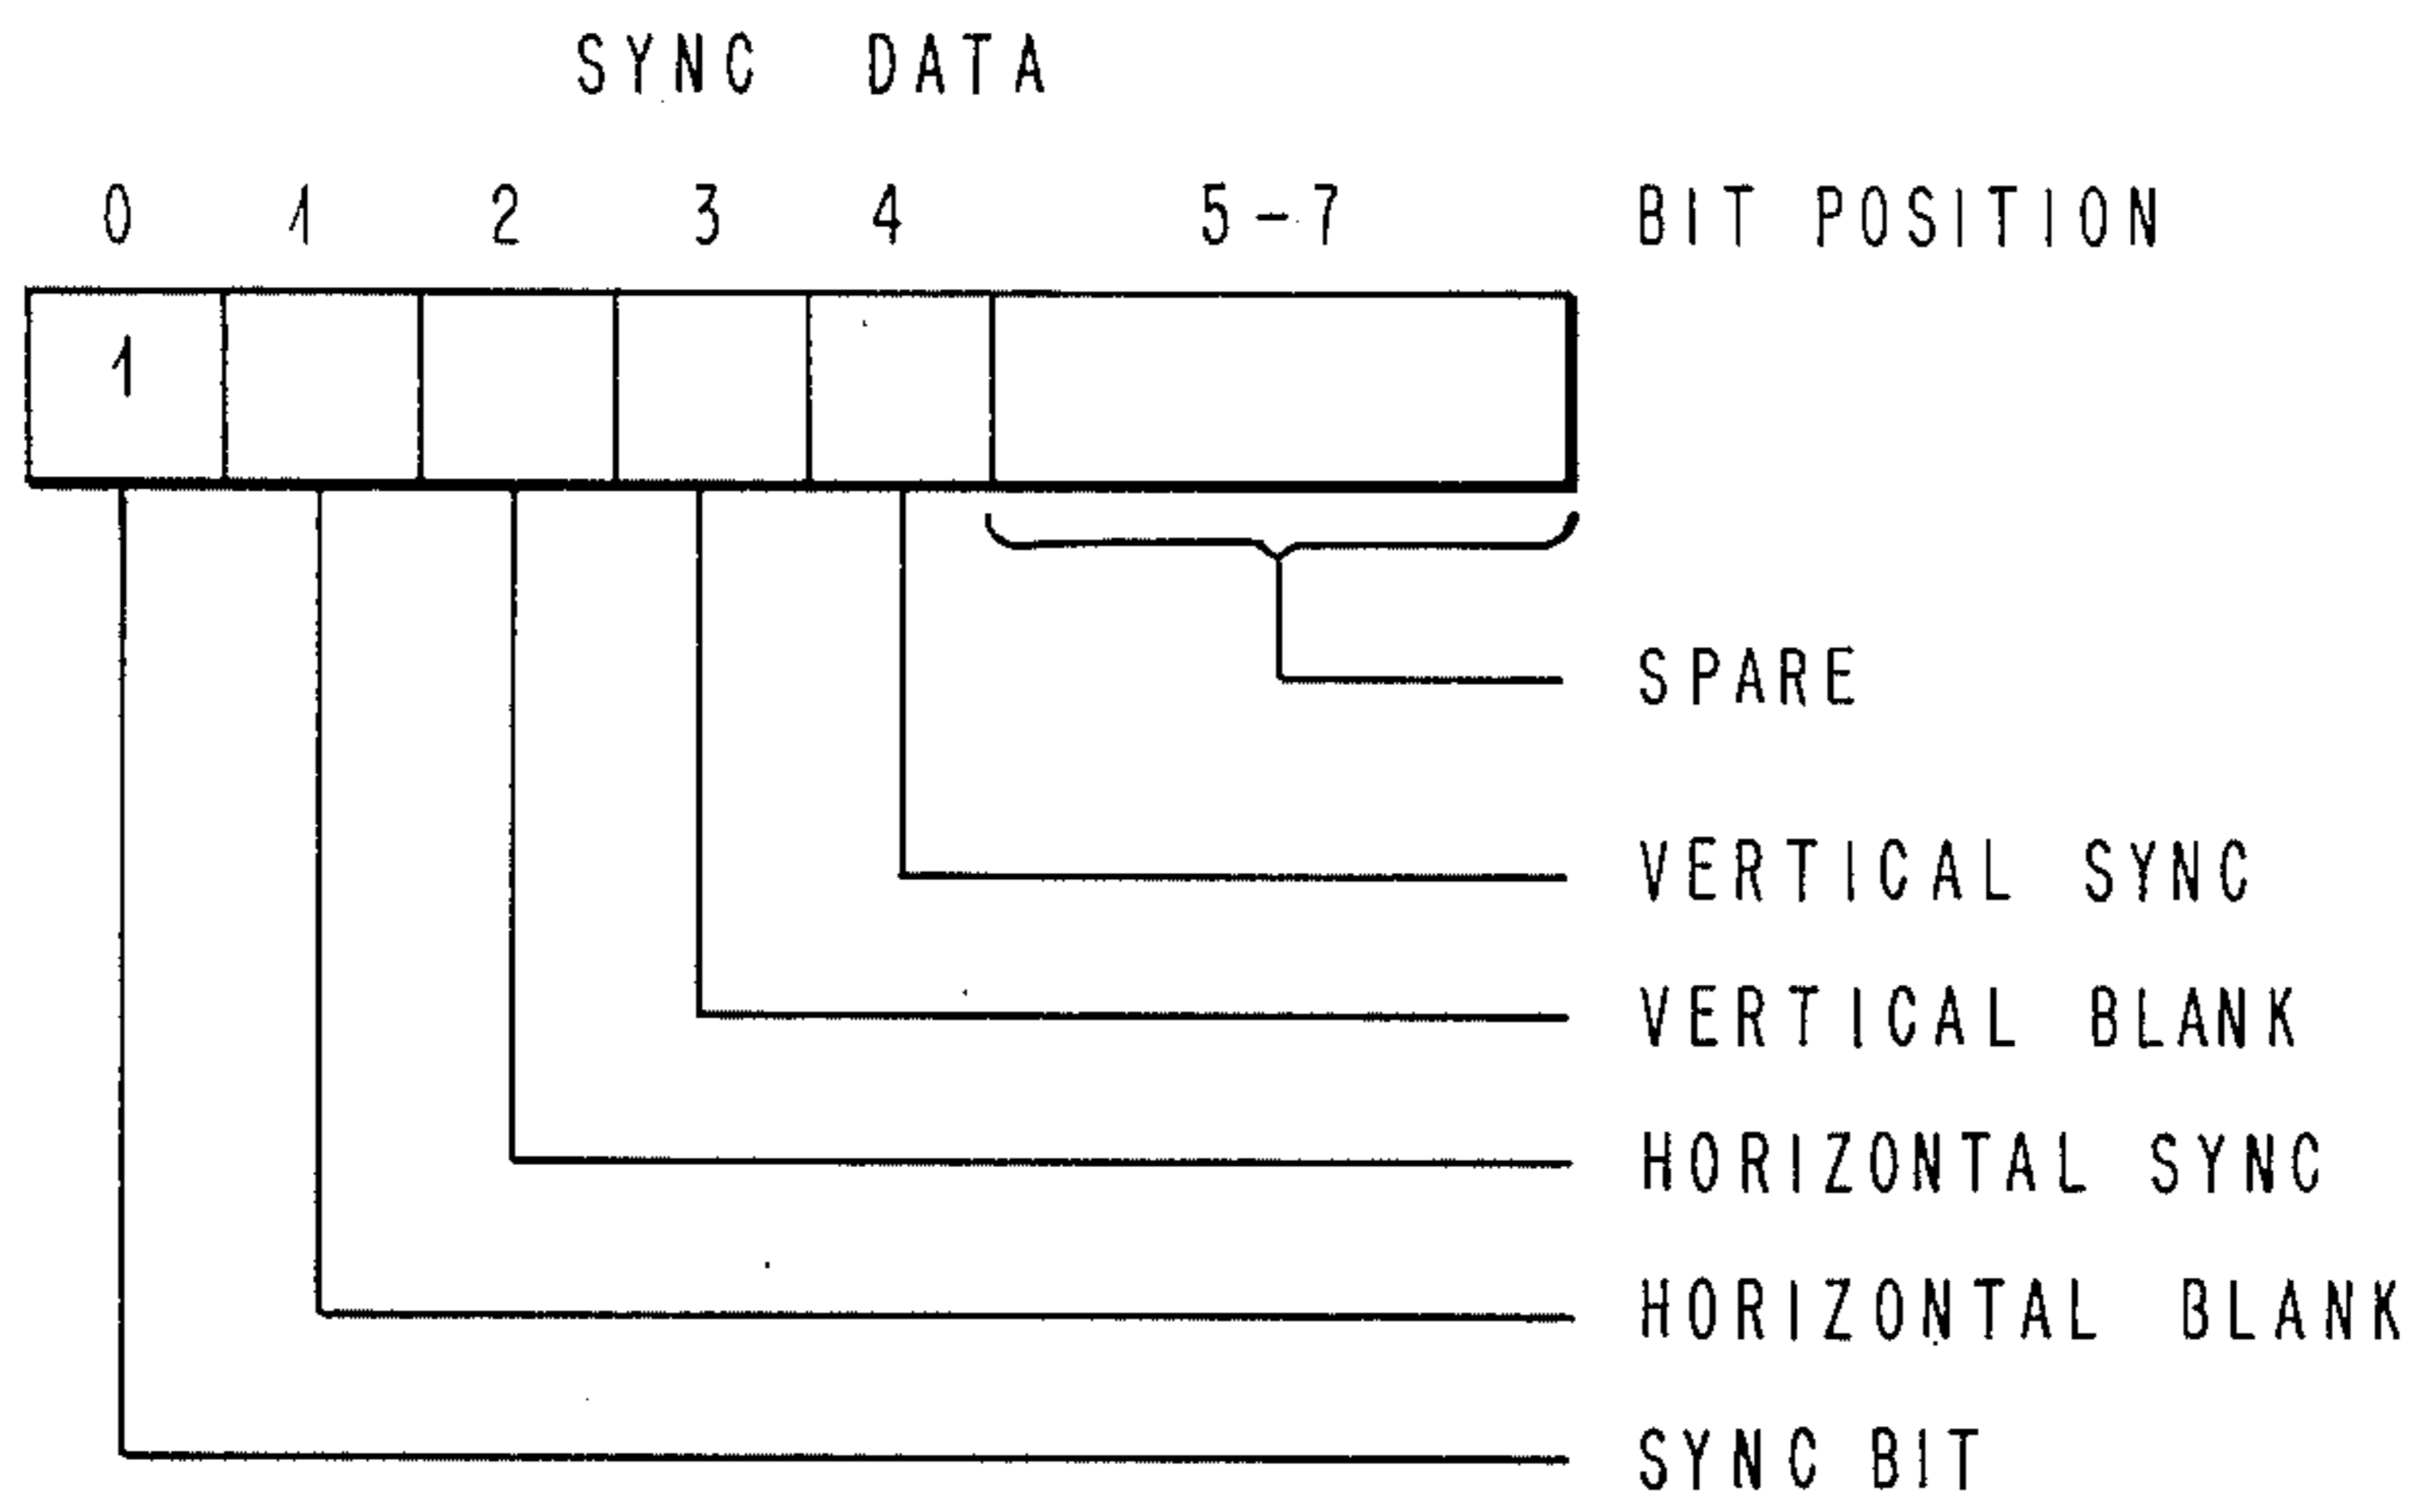 SYNC DATA
0 1 2 3 4 5-7 BIT POSITION
1
SPARE
VERTICAL SYNC
VERTICAL BLANK
HORIZONTAL SYNC
HORIZONTAL BLANK
SYNC BIT